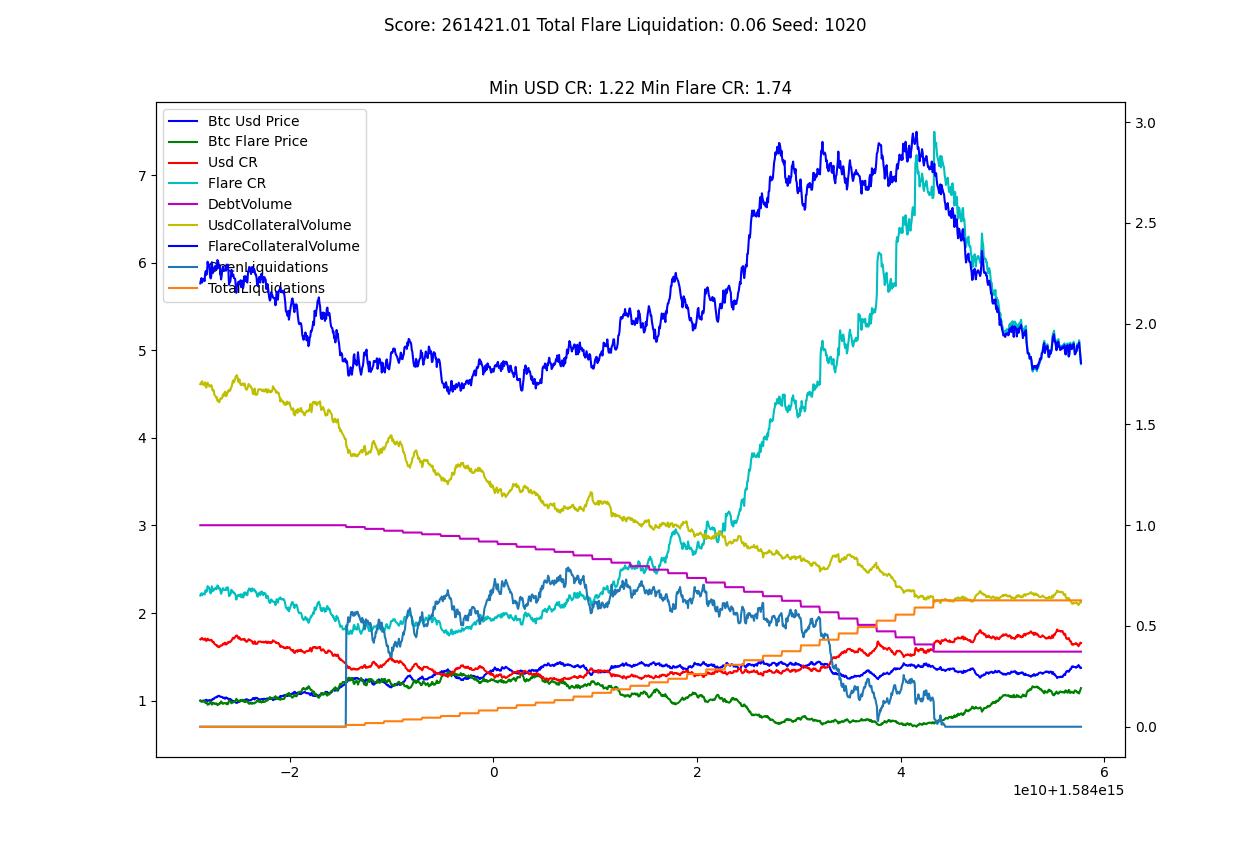 Score: 261421.01 Total Flare Liquidation: 0.06 Seed: 1020
Min USD CR: 1.22 Min Flare CR: 1.74
Btc Usd Price
Btc Flare Price
Usd CR
Flare CR
DebtVolume
UsdCollateralVolume
FlareCollateralVolume
OpenLiquidations
TotalLiquidations
7
6
5
4
3
2
1
3.0
2.5
2.0
1.5
1.0
0.5
0.0
−2 0 2 4 6
1e10+1.584e15